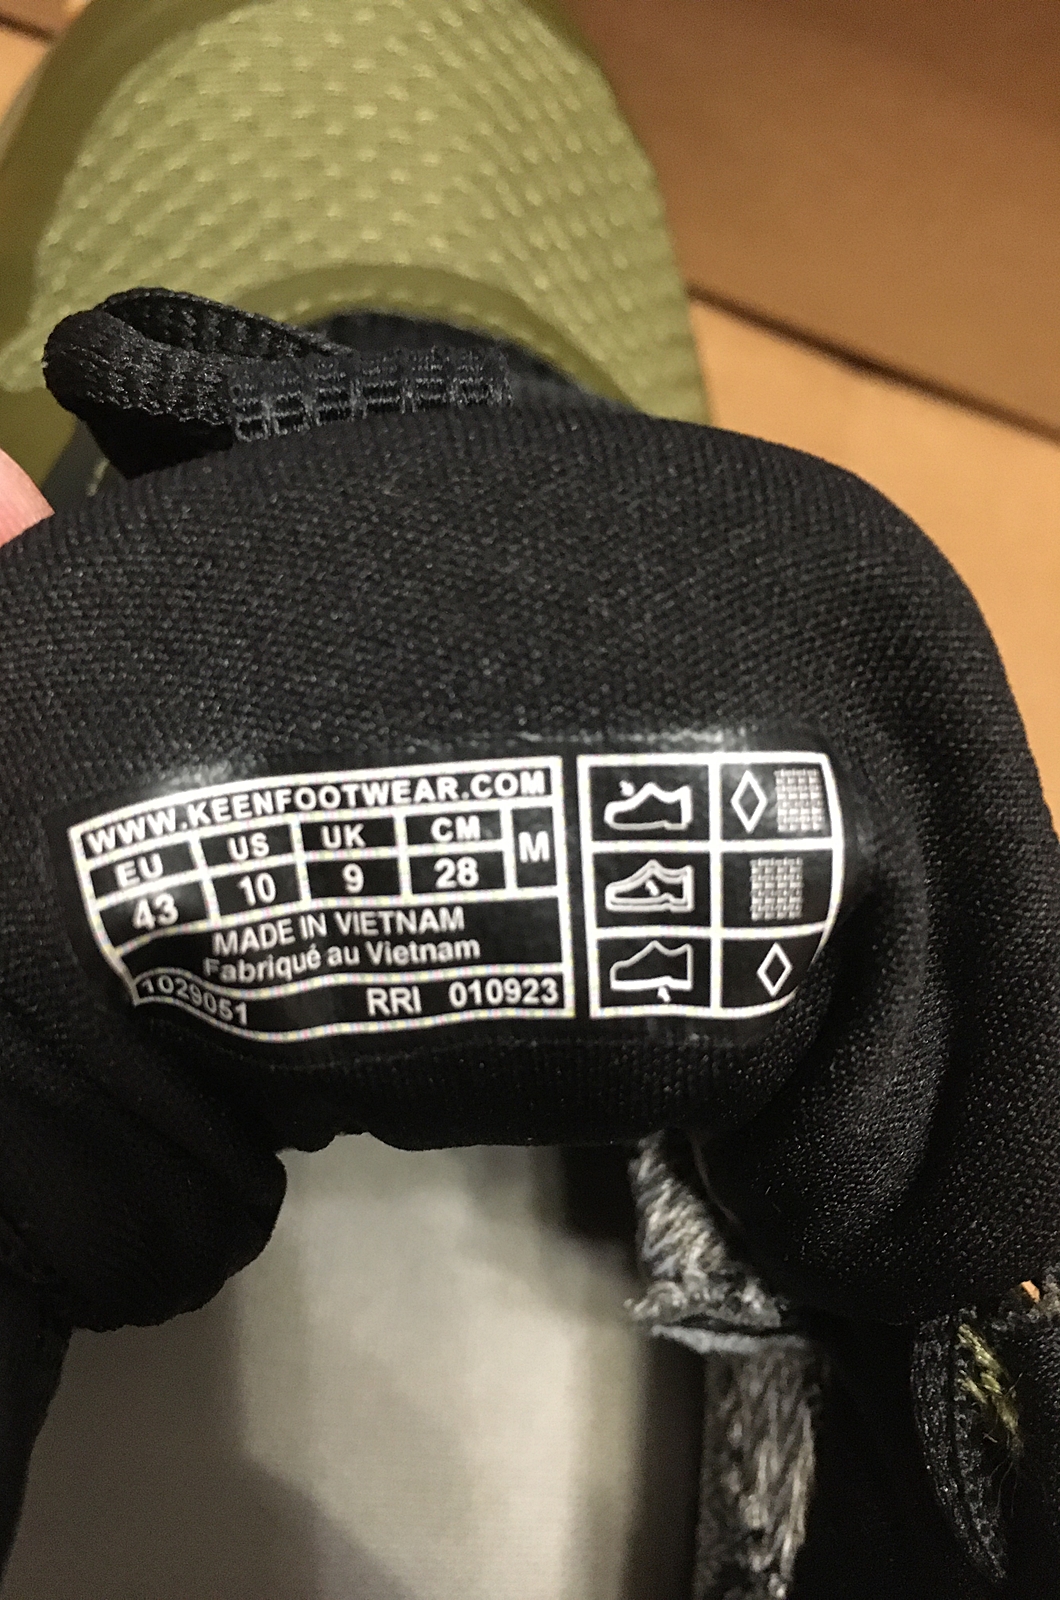 WWW.KEENFOOTWEAR.COM
EU US UK CM M
43 10 9 28
MADE IN VIETNAM
Fabriqué au Vietnam
1029051 RRI 010923